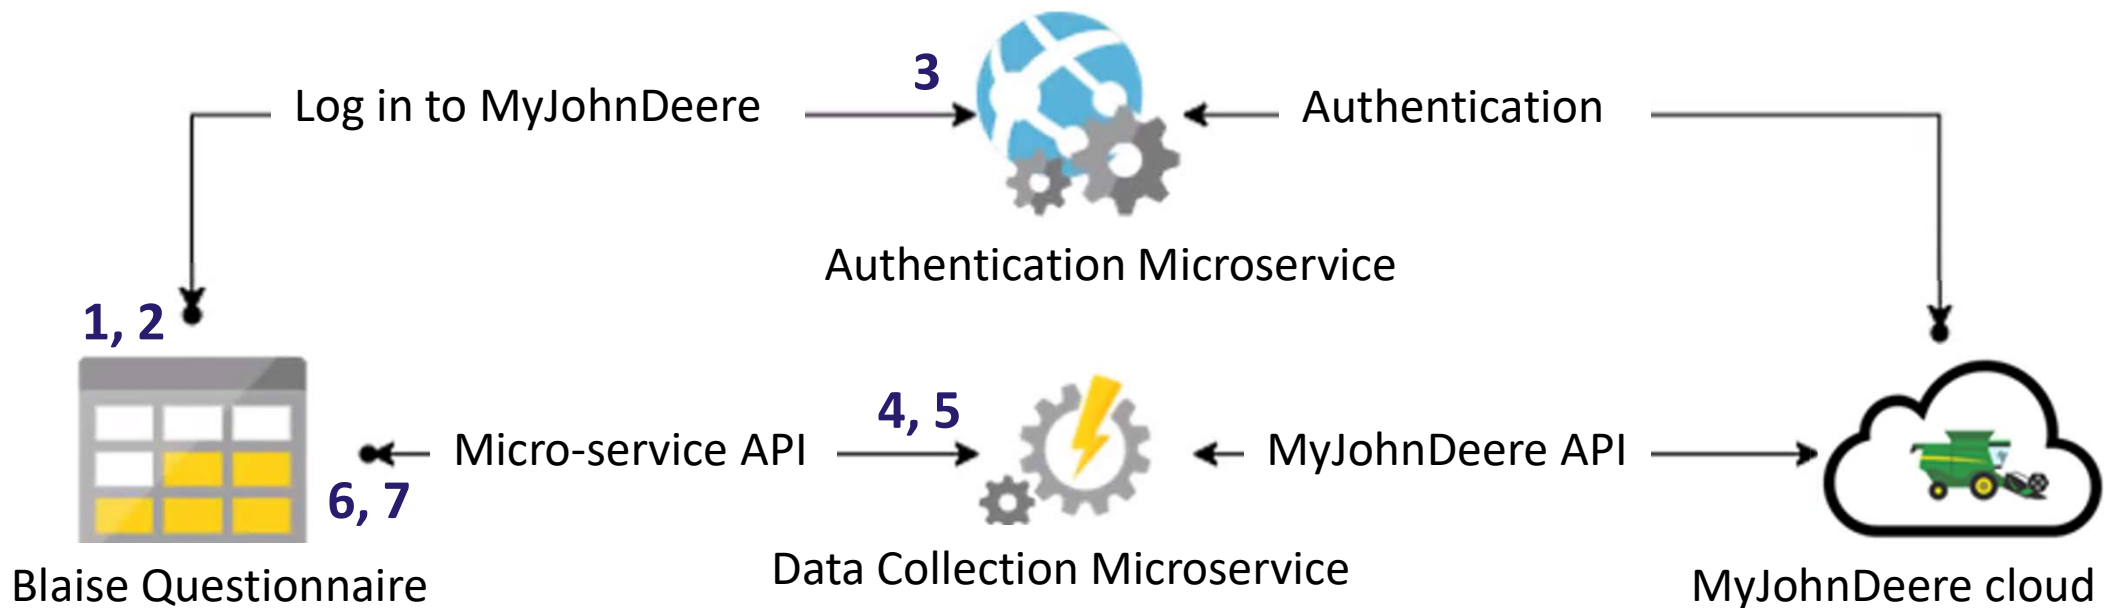 3
Log in to MyJohnDeere
Authentication
Authentication Microservice
1, 2
4, 5
Micro-service API
MyJohnDeere API
6, 7
Blaise Questionnaire
Data Collection Microservice
MyJohnDeere cloud